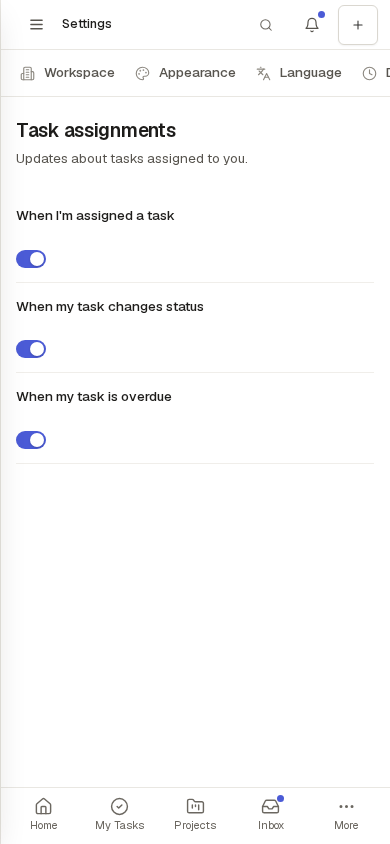 Settings
Workspace
Appearance
Language
Task assignments
Updates about tasks assigned to you.
When I'm assigned a task
When my task changes status
When my task is overdue
Home
My Tasks
Projects
Inbox
More